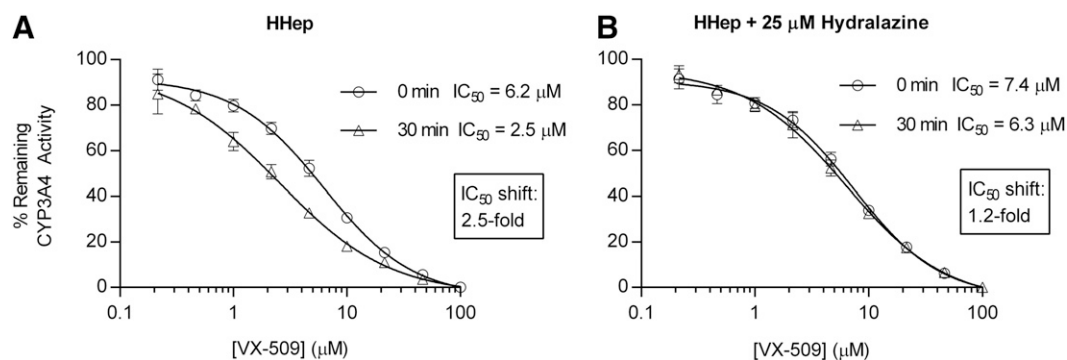 A
HHep
% Remaining
CYP3A4 Activity
100
80
60
40
20
0
0.1
1
10
100
[VX-509] (μM)
0 min IC50 = 6.2 μM
30 min IC50 = 2.5 μM
IC50 shift:
2.5-fold
B
HHep + 25 μM Hydralazine
100
80
60
40
20
0
0.1
1
10
100
[VX-509] (μM)
0 min IC50 = 7.4 μM
30 min IC50 = 6.3 μM
IC50 shift:
1.2-fold